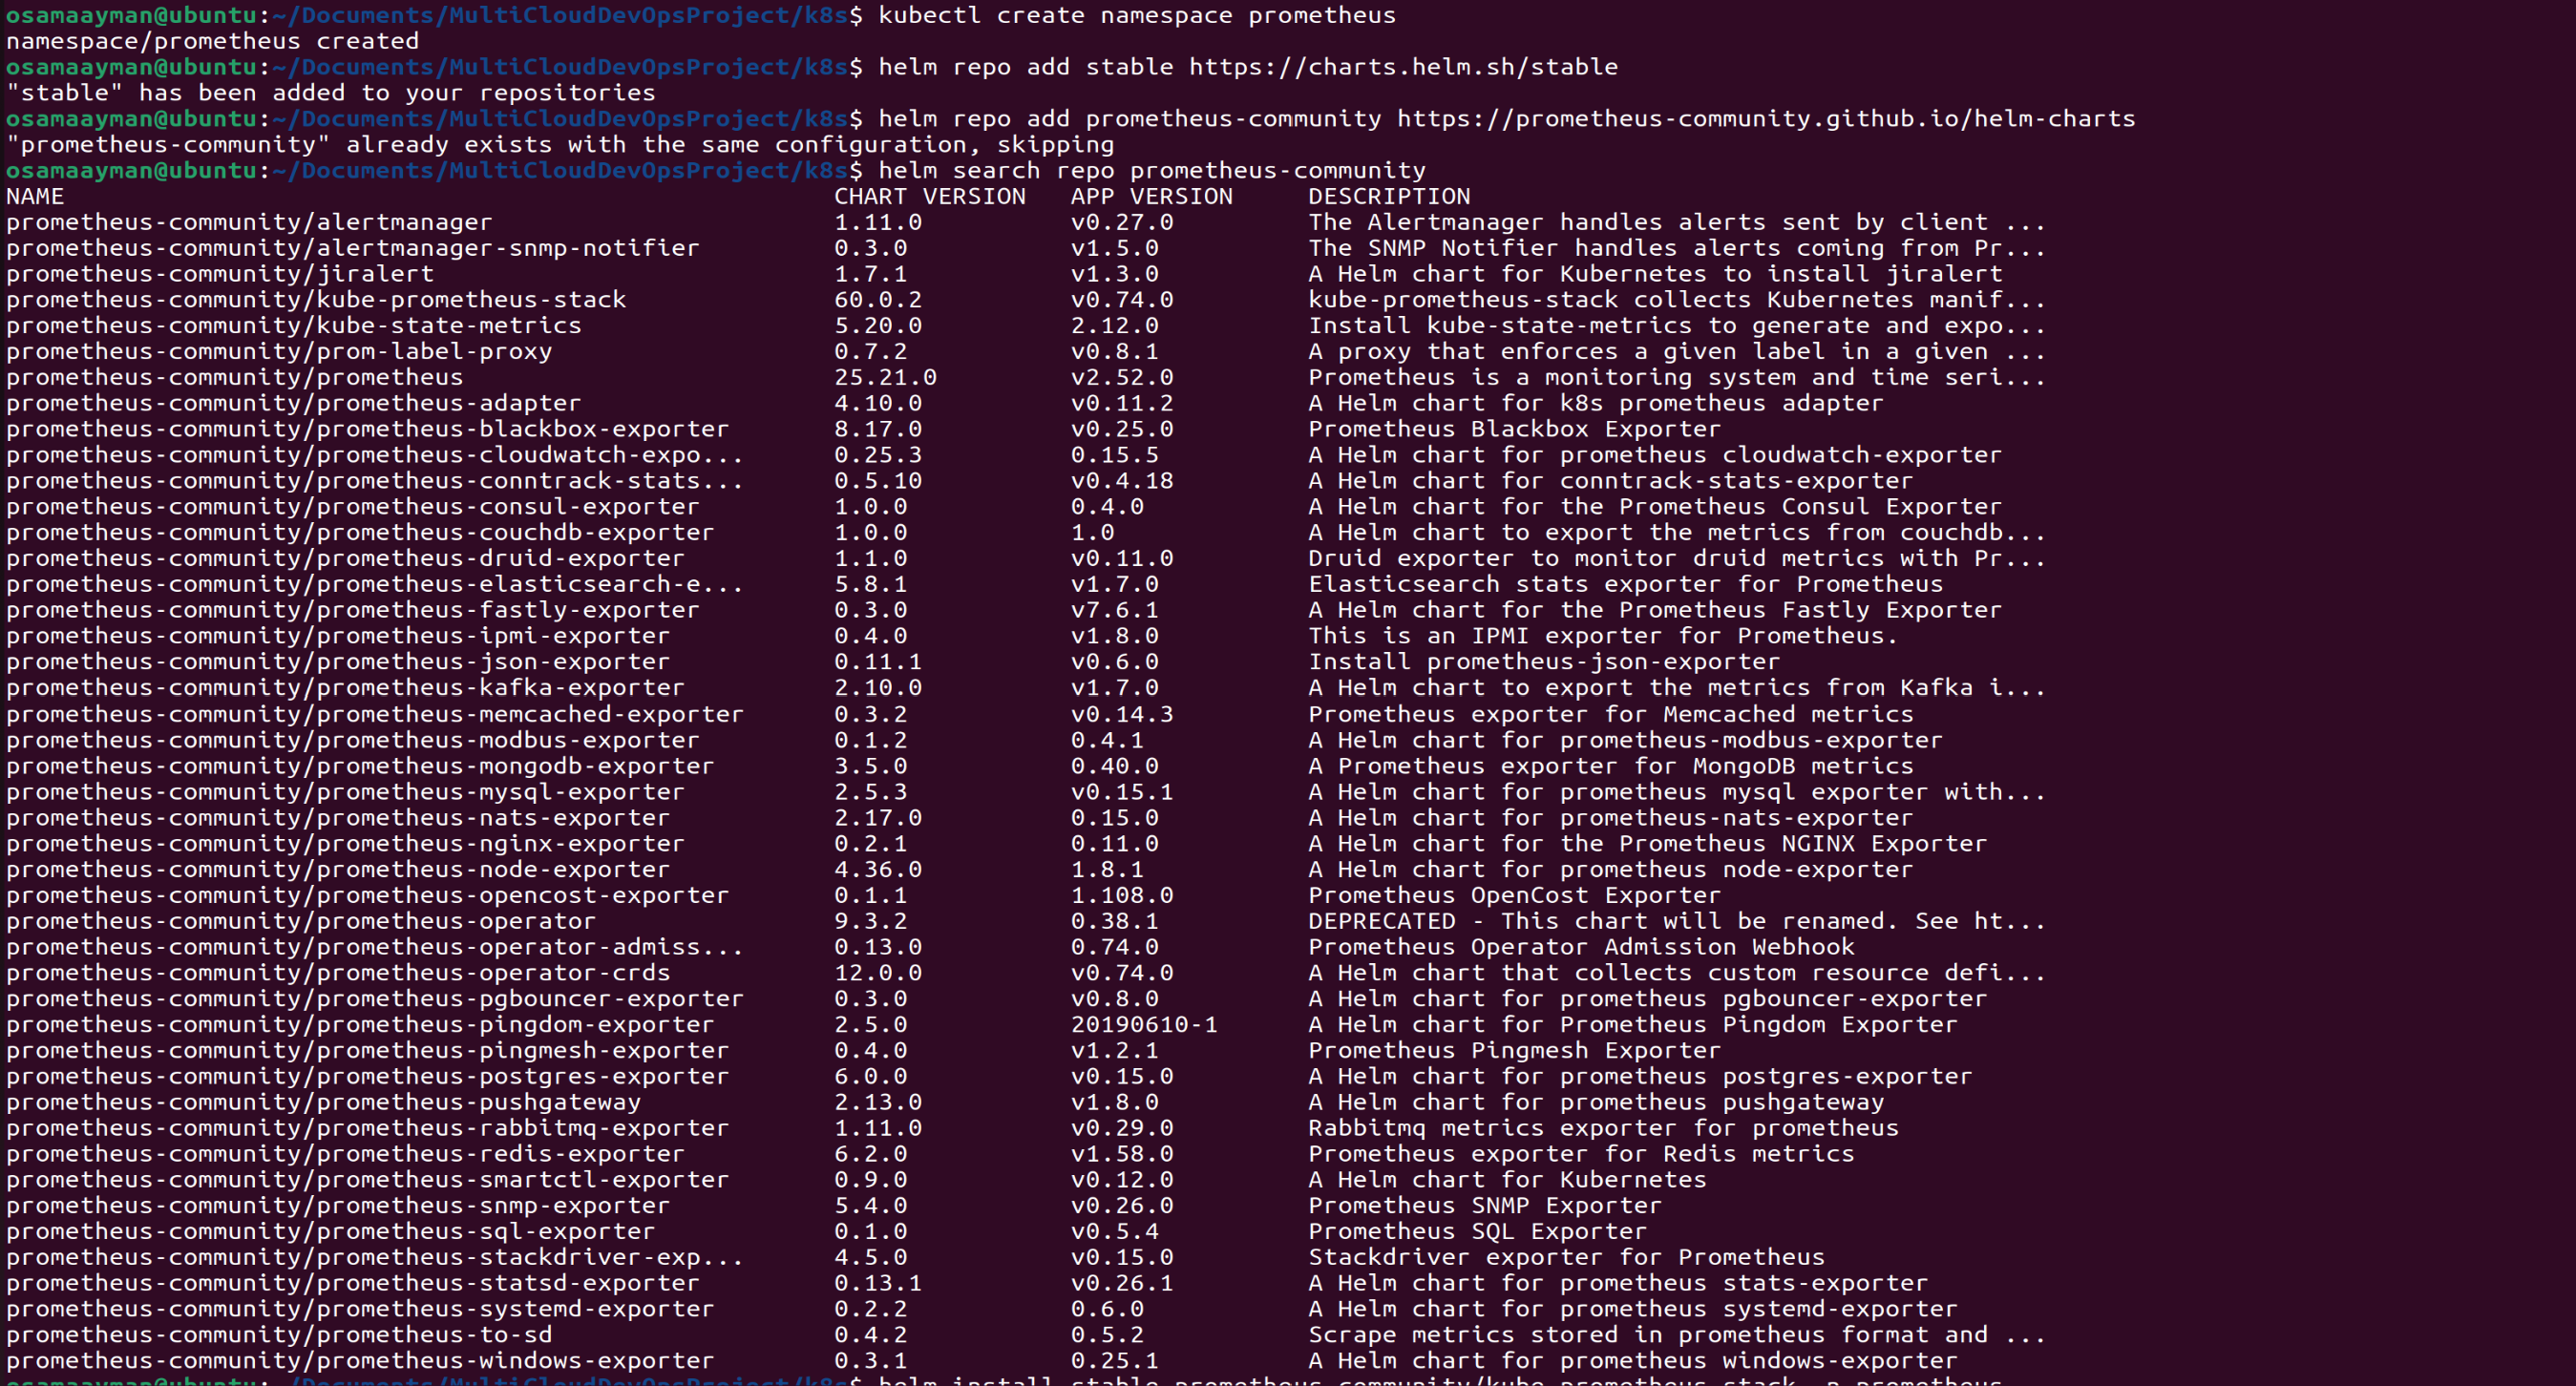 osamaayman@ubuntu:~/Documents/MultiCloudDevOpsProject/k8s$ kubectl create namespace prometheus
namespace/prometheus created
osamaayman@ubuntu:~/Documents/MultiCloudDevOpsProject/k8s$ helm repo add stable https://charts.helm.sh/stable
"stable" has been added to your repositories
osamaayman@ubuntu:~/Documents/MultiCloudDevOpsProject/k8s$ helm repo add prometheus-community https://prometheus-community.github.io/helm-charts
"prometheus-community" already exists with the same configuration, skipping
osamaayman@ubuntu:~/Documents/MultiCloudDevOpsProject/k8s$ helm search repo prometheus-community
NAME CHART VERSION APP VERSION DESCRIPTION
prometheus-community/alertmanager 1.11.0 v0.27.0 The Alertmanager handles alerts sent by client ...
prometheus-community/alertmanager-snmp-notifier 0.3.0 v1.5.0 The SNMP Notifier handles alerts coming from Pr...
prometheus-community/jiralert 1.7.1 v1.3.0 A Helm chart for Kubernetes to install jiralert
prometheus-community/kube-prometheus-stack 60.0.2 v0.74.0 kube-prometheus-stack collects Kubernetes manif...
prometheus-community/kube-state-metrics 5.20.0 2.12.0 Install kube-state-metrics to generate and expo...
prometheus-community/prom-label-proxy 0.7.2 v0.8.1 A proxy that enforces a given label in a given ...
prometheus-community/prometheus 25.21.0 v2.52.0 Prometheus is a monitoring system and time seri...
prometheus-community/prometheus-adapter 4.10.0 v0.11.2 A Helm chart for k8s prometheus adapter
prometheus-community/prometheus-blackbox-exporter 8.17.0 v0.25.0 Prometheus Blackbox Exporter
prometheus-community/prometheus-cloudwatch-expo... 0.25.3 0.15.5 A Helm chart for prometheus cloudwatch-exporter
prometheus-community/prometheus-conntrack-stats... 0.5.10 v0.4.18 A Helm chart for conntrack-stats-exporter
prometheus-community/prometheus-consul-exporter 1.0.0 0.4.0 A Helm chart for the Prometheus Consul Exporter
prometheus-community/prometheus-couchdb-exporter 1.0.0 1.0 A Helm chart to export the metrics from couchdb...
prometheus-community/prometheus-druid-exporter 1.1.0 v0.11.0 Druid exporter to monitor druid metrics with Pr...
prometheus-community/prometheus-elasticsearch-e... 5.8.1 v1.7.0 Elasticsearch stats exporter for Prometheus
prometheus-community/prometheus-fastly-exporter 0.3.0 v7.6.1 A Helm chart for the Prometheus Fastly Exporter
prometheus-community/prometheus-ipmi-exporter 0.4.0 v1.8.0 This is an IPMI exporter for Prometheus.
prometheus-community/prometheus-json-exporter 0.11.1 v0.6.0 Install prometheus-json-exporter
prometheus-community/prometheus-kafka-exporter 2.10.0 v1.7.0 A Helm chart to export the metrics from Kafka i...
prometheus-community/prometheus-memcached-exporter 0.3.2 v0.14.3 Prometheus exporter for Memcached metrics
prometheus-community/prometheus-modbus-exporter 0.1.2 0.4.1 A Helm chart for prometheus-modbus-exporter
prometheus-community/prometheus-mongodb-exporter 3.5.0 0.40.0 A Prometheus exporter for MongoDB metrics
prometheus-community/prometheus-mysql-exporter 2.5.3 v0.15.1 A Helm chart for prometheus mysql exporter with...
prometheus-community/prometheus-nats-exporter 2.17.0 0.15.0 A Helm chart for prometheus-nats-exporter
prometheus-community/prometheus-nginx-exporter 0.2.1 0.11.0 A Helm chart for the Prometheus NGINX Exporter
prometheus-community/prometheus-node-exporter 4.36.0 1.8.1 A Helm chart for prometheus node-exporter
prometheus-community/prometheus-opencost-exporter 0.1.1 1.108.0 Prometheus OpenCost Exporter
prometheus-community/prometheus-operator 9.3.2 0.38.1 DEPRECATED - This chart will be renamed. See ht...
prometheus-community/prometheus-operator-admiss... 0.13.0 0.74.0 Prometheus Operator Admission Webhook
prometheus-community/prometheus-operator-crds 12.0.0 v0.74.0 A Helm chart that collects custom resource defi...
prometheus-community/prometheus-pgbouncer-exporter 0.3.0 v0.8.0 A Helm chart for prometheus pgbouncer-exporter
prometheus-community/prometheus-pingdom-exporter 2.5.0 20190610-1 A Helm chart for Prometheus Pingdom Exporter
prometheus-community/prometheus-pingmesh-exporter 0.4.0 v1.2.1 Prometheus Pingmesh Exporter
prometheus-community/prometheus-postgres-exporter 6.0.0 v0.15.0 A Helm chart for prometheus postgres-exporter
prometheus-community/prometheus-pushgateway 2.13.0 v1.8.0 A Helm chart for prometheus pushgateway
prometheus-community/prometheus-rabbitmq-exporter 1.11.0 v0.29.0 Rabbitmq metrics exporter for prometheus
prometheus-community/prometheus-redis-exporter 6.2.0 v1.58.0 Prometheus exporter for Redis metrics
prometheus-community/prometheus-smartctl-exporter 0.9.0 v0.12.0 A Helm chart for Kubernetes
prometheus-community/prometheus-snmp-exporter 5.4.0 v0.26.0 Prometheus SNMP Exporter
prometheus-community/prometheus-sql-exporter 0.1.0 v0.5.4 Prometheus SQL Exporter
prometheus-community/prometheus-stackdriver-exp... 4.5.0 v0.15.0 Stackdriver exporter for Prometheus
prometheus-community/prometheus-statsd-exporter 0.13.1 v0.26.1 A Helm chart for prometheus stats-exporter
prometheus-community/prometheus-systemd-exporter 0.2.2 0.6.0 A Helm chart for prometheus systemd-exporter
prometheus-community/prometheus-to-sd 0.4.2 0.5.2 Scrape metrics stored in prometheus format and ...
prometheus-community/prometheus-windows-exporter 0.3.1 0.25.1 A Helm chart for prometheus windows-exporter
osamaayman@ubuntu:~/Documents/MultiCloudDevOpsProject/k8s$ helm install stable prometheus-community/kube-prometheus-stack -n prometheus